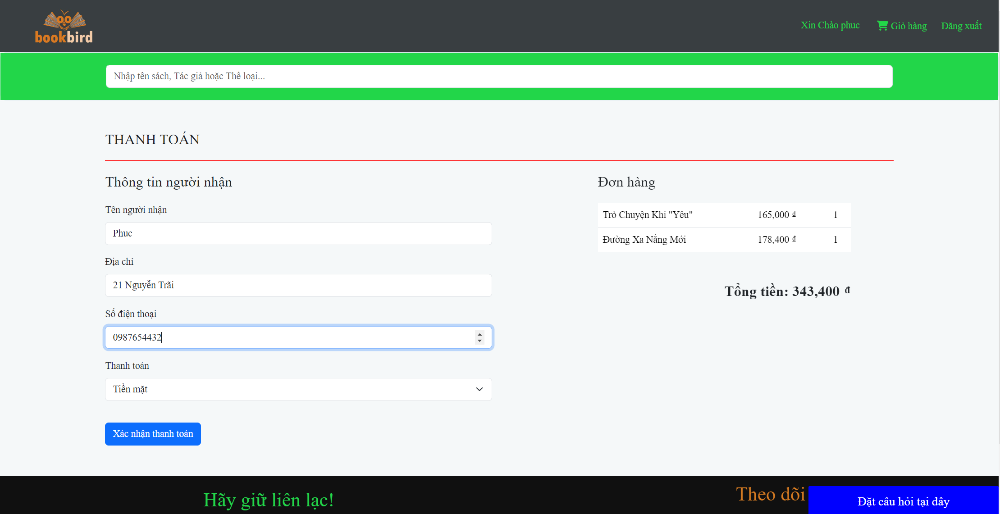 bookbird
Xin Chào phuc
Giỏ hàng
Đăng xuất
Nhập tên sách, Tác giả hoặc Thể loại...
THANH TOÁN
Thông tin người nhận
Tên người nhận
Phuc
Địa chỉ
21 Nguyễn Trãi
Số điện thoại
0987654432
Thanh toán
Tiền mặt
Xác nhận thanh toán
Đơn hàng
Trò Chuyện Khi "Yêu" 165,000 ₫ 1
Đường Xa Nắng Mới 178,400 ₫ 1
Tổng tiền: 343,400 ₫
Hãy giữ liên lạc!
Theo dõi
Đặt câu hỏi tại đây